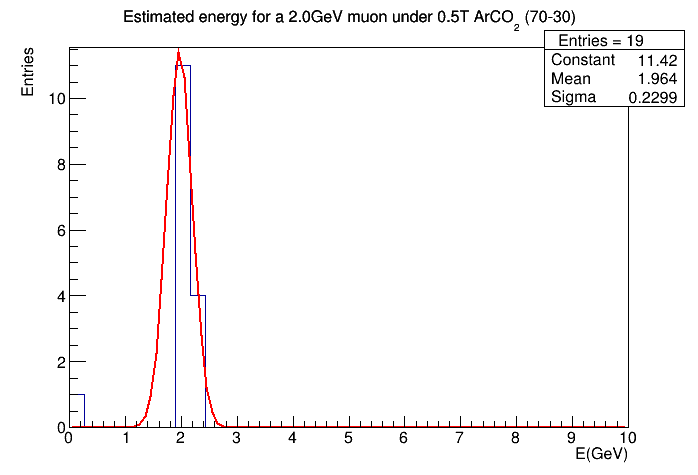 Estimated energy for a 2.0GeV muon under 0.5T ArCO2 (70-30)
Entries = 19
Constant 11.42
Mean 1.964
Sigma 0.2299
Entries
10
8
6
4
2
0
0 1 2 3 4 5 6 7 8 9 10
E(GeV)